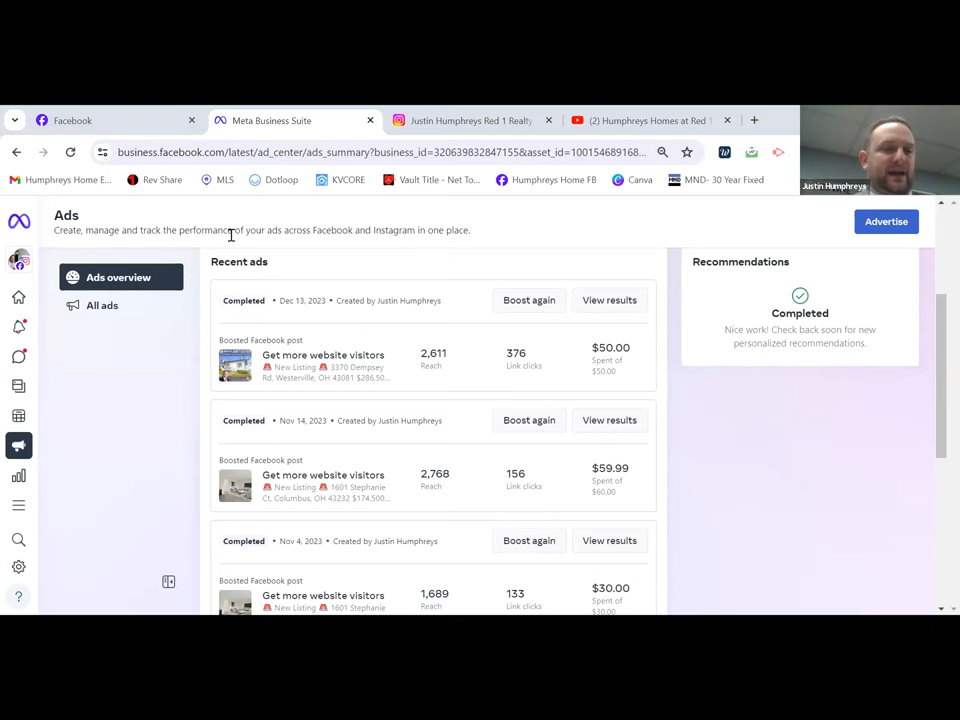 Facebook
Meta Business Suite
Justin Humphreys Red 1 Realty
(2) Humphreys Homes at Red 1
business.facebook.com/latest/ad_center/ads_summary?business_id=320639832847155&asset_id=100154689168...
Humphreys Home E...
Rev Share
MLS
Dotloop
KVCORE
Vault Title - Net To...
Humphreys Home FB
Canva
MND- 30 Year Fixed
Justin Humphreys
Ads
Create, manage and track the performance of your ads across Facebook and Instagram in one place.
Advertise
Ads overview
All ads
Recent ads
Completed • Dec 13, 2023 • Created by Justin Humphreys
Boost again
View results
Boosted Facebook post
Get more website visitors
🚨 New Listing 🚨 3370 Dempsey
Rd, Westerville, OH 43081 $286,50...
2,611
Reach
376
Link clicks
$50.00
Spent of
$50.00
Completed • Nov 14, 2023 • Created by Justin Humphreys
Boost again
View results
Boosted Facebook post
Get more website visitors
🚨 New Listing 🚨 1601 Stephanie
Ct, Columbus, OH 43232 $174,500...
2,768
Reach
156
Link clicks
$59.99
Spent of
$60.00
Completed • Nov 4, 2023 • Created by Justin Humphreys
Boost again
View results
Boosted Facebook post
Get more website visitors
🚨 New Listing 🚨 1601 Stephanie
1,689
Reach
133
Link clicks
$30.00
Spent of
$30.00
Recommendations
Completed
Nice work! Check back soon for new
personalized recommendations.